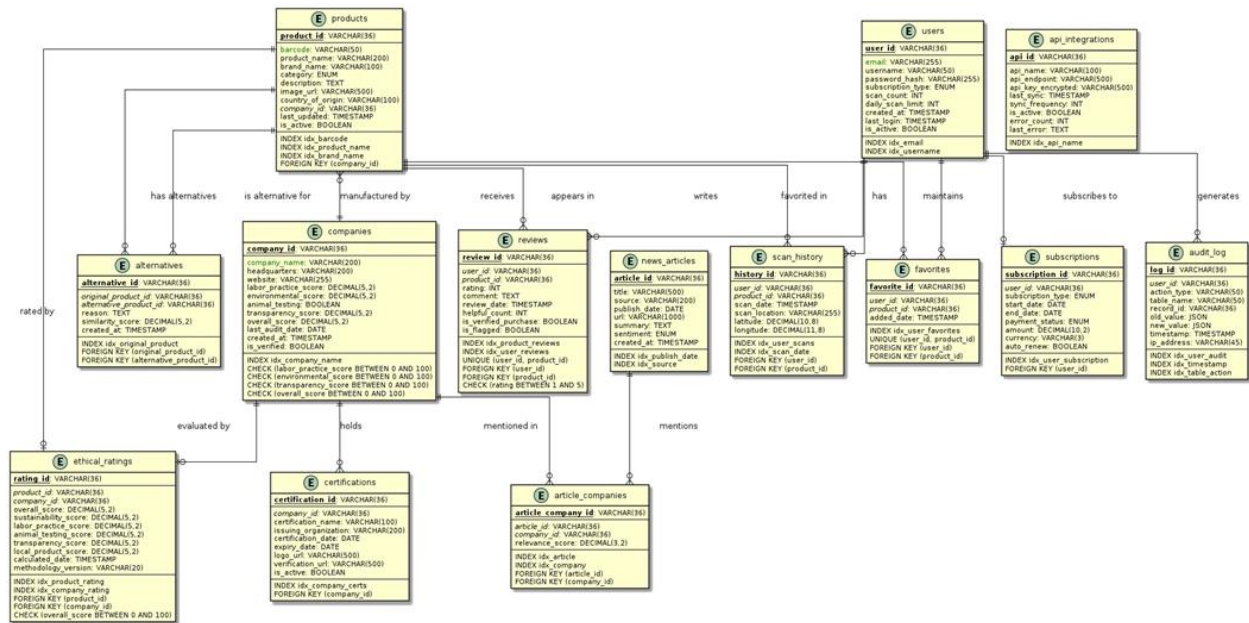 E products
product_id: VARCHAR(36)
barcode: VARCHAR(50)
product_name: VARCHAR(200)
brand_name: VARCHAR(100)
category: ENUM
description: TEXT
image_url: VARCHAR(500)
country_of_origin: VARCHAR(100)
company_id: VARCHAR(36)
last_updated: TIMESTAMP
is_active: BOOLEAN
INDEX idx_barcode
INDEX idx_product_name
INDEX idx_brand_name
FOREIGN KEY (company_id)
E users
user_id: VARCHAR(36)
email: VARCHAR(255)
username: VARCHAR(50)
password_hash: VARCHAR(255)
subscription_type: ENUM
scan_count: INT
daily_scan_limit: INT
created_at: TIMESTAMP
last_login: TIMESTAMP
is_active: BOOLEAN
INDEX idx_email
INDEX idx_username
E api_integrations
api_id: VARCHAR(36)
api_name: VARCHAR(100)
api_endpoint: VARCHAR(500)
api_key_encrypted: VARCHAR(500)
last_sync: TIMESTAMP
sync_frequency: INT
is_active: BOOLEAN
error_count: INT
last_error: TEXT
INDEX idx_api_name
has alternatives
is alternative for
manufactured by
receives
appears in
writes
favorited in
has
maintains
subscribes to
generates
E alternatives
alternative_id: VARCHAR(36)
original_product_id: VARCHAR(36)
alternative_product_id: VARCHAR(36)
reason: TEXT
similarity_score: DECIMAL(5,2)
created_at: TIMESTAMP
INDEX idx_original_product
FOREIGN KEY (original_product_id)
FOREIGN KEY (alternative_product_id)
E companies
company_id: VARCHAR(36)
company_name: VARCHAR(200)
headquarters: VARCHAR(200)
website: VARCHAR(255)
labor_practice_score: DECIMAL(5,2)
environmental_score: DECIMAL(5,2)
animal_testing: BOOLEAN
transparency_score: DECIMAL(5,2)
overall_score: DECIMAL(5,2)
last_audit_date: DATE
created_at: TIMESTAMP
is_verified: BOOLEAN
INDEX idx_company_name
CHECK (labor_practice_score BETWEEN 0 AND 100)
CHECK (environmental_score BETWEEN 0 AND 100)
CHECK (transparency_score BETWEEN 0 AND 100)
CHECK (overall_score BETWEEN 0 AND 100)
E reviews
review_id: VARCHAR(36)
user_id: VARCHAR(36)
product_id: VARCHAR(36)
rating: INT
comment: TEXT
review_date: TIMESTAMP
helpful_count: INT
is_verified_purchase: BOOLEAN
is_flagged: BOOLEAN
INDEX idx_product_reviews
INDEX idx_user_reviews
UNIQUE (user_id, product_id)
FOREIGN KEY (user_id)
FOREIGN KEY (product_id)
CHECK (rating BETWEEN 1 AND 5)
E news_articles
article_id: VARCHAR(36)
title: VARCHAR(500)
source: VARCHAR(200)
publish_date: DATE
url: VARCHAR(1000)
summary: TEXT
sentiment: ENUM
created_at: TIMESTAMP
INDEX idx_publish_date
INDEX idx_source
E scan_history
history_id: VARCHAR(36)
user_id: VARCHAR(36)
product_id: VARCHAR(36)
scan_date: TIMESTAMP
scan_location: VARCHAR(255)
latitude: DECIMAL(10,8)
longitude: DECIMAL(11,8)
INDEX idx_user_scans
INDEX idx_scan_date
FOREIGN KEY (user_id)
FOREIGN KEY (product_id)
E favorites
favorite_id: VARCHAR(36)
user_id: VARCHAR(36)
product_id: VARCHAR(36)
added_date: TIMESTAMP
INDEX idx_user_favorites
UNIQUE (user_id, product_id)
FOREIGN KEY (user_id)
FOREIGN KEY (product_id)
E subscriptions
subscription_id: VARCHAR(36)
user_id: VARCHAR(36)
subscription_type: ENUM
start_date: DATE
end_date: DATE
payment_status: ENUM
amount: DECIMAL(10,2)
currency: VARCHAR(3)
auto_renew: BOOLEAN
INDEX idx_user_subscription
FOREIGN KEY (user_id)
E audit_log
log_id: VARCHAR(36)
user_id: VARCHAR(36)
action_type: VARCHAR(50)
table_name: VARCHAR(50)
record_id: VARCHAR(36)
old_value: JSON
new_value: JSON
timestamp: TIMESTAMP
ip_address: VARCHAR(45)
INDEX idx_user_audit
INDEX idx_timestamp
INDEX idx_table_action
rated by
evaluated by
holds
mentioned in
mentions
E ethical_ratings
rating_id: VARCHAR(36)
product_id: VARCHAR(36)
company_id: VARCHAR(36)
overall_score: DECIMAL(5,2)
sustainability_score: DECIMAL(5,2)
labor_practice_score: DECIMAL(5,2)
animal_testing_score: DECIMAL(5,2)
transparency_score: DECIMAL(5,2)
local_product_score: DECIMAL(5,2)
calculated_date: TIMESTAMP
methodology_version: VARCHAR(20)
INDEX idx_product_rating
INDEX idx_company_rating
FOREIGN KEY (product_id)
FOREIGN KEY (company_id)
CHECK (overall_score BETWEEN 0 AND 100)
E certifications
certification_id: VARCHAR(36)
company_id: VARCHAR(36)
certification_name: VARCHAR(100)
issuing_organization: VARCHAR(200)
certification_date: DATE
expiry_date: DATE
logo_url: VARCHAR(500)
verification_url: VARCHAR(500)
is_active: BOOLEAN
INDEX idx_company_certs
FOREIGN KEY (company_id)
E article_companies
article_company_id: VARCHAR(36)
article_id: VARCHAR(36)
company_id: VARCHAR(36)
relevance_score: DECIMAL(3,2)
INDEX idx_article
INDEX idx_company
FOREIGN KEY (article_id)
FOREIGN KEY (company_id)